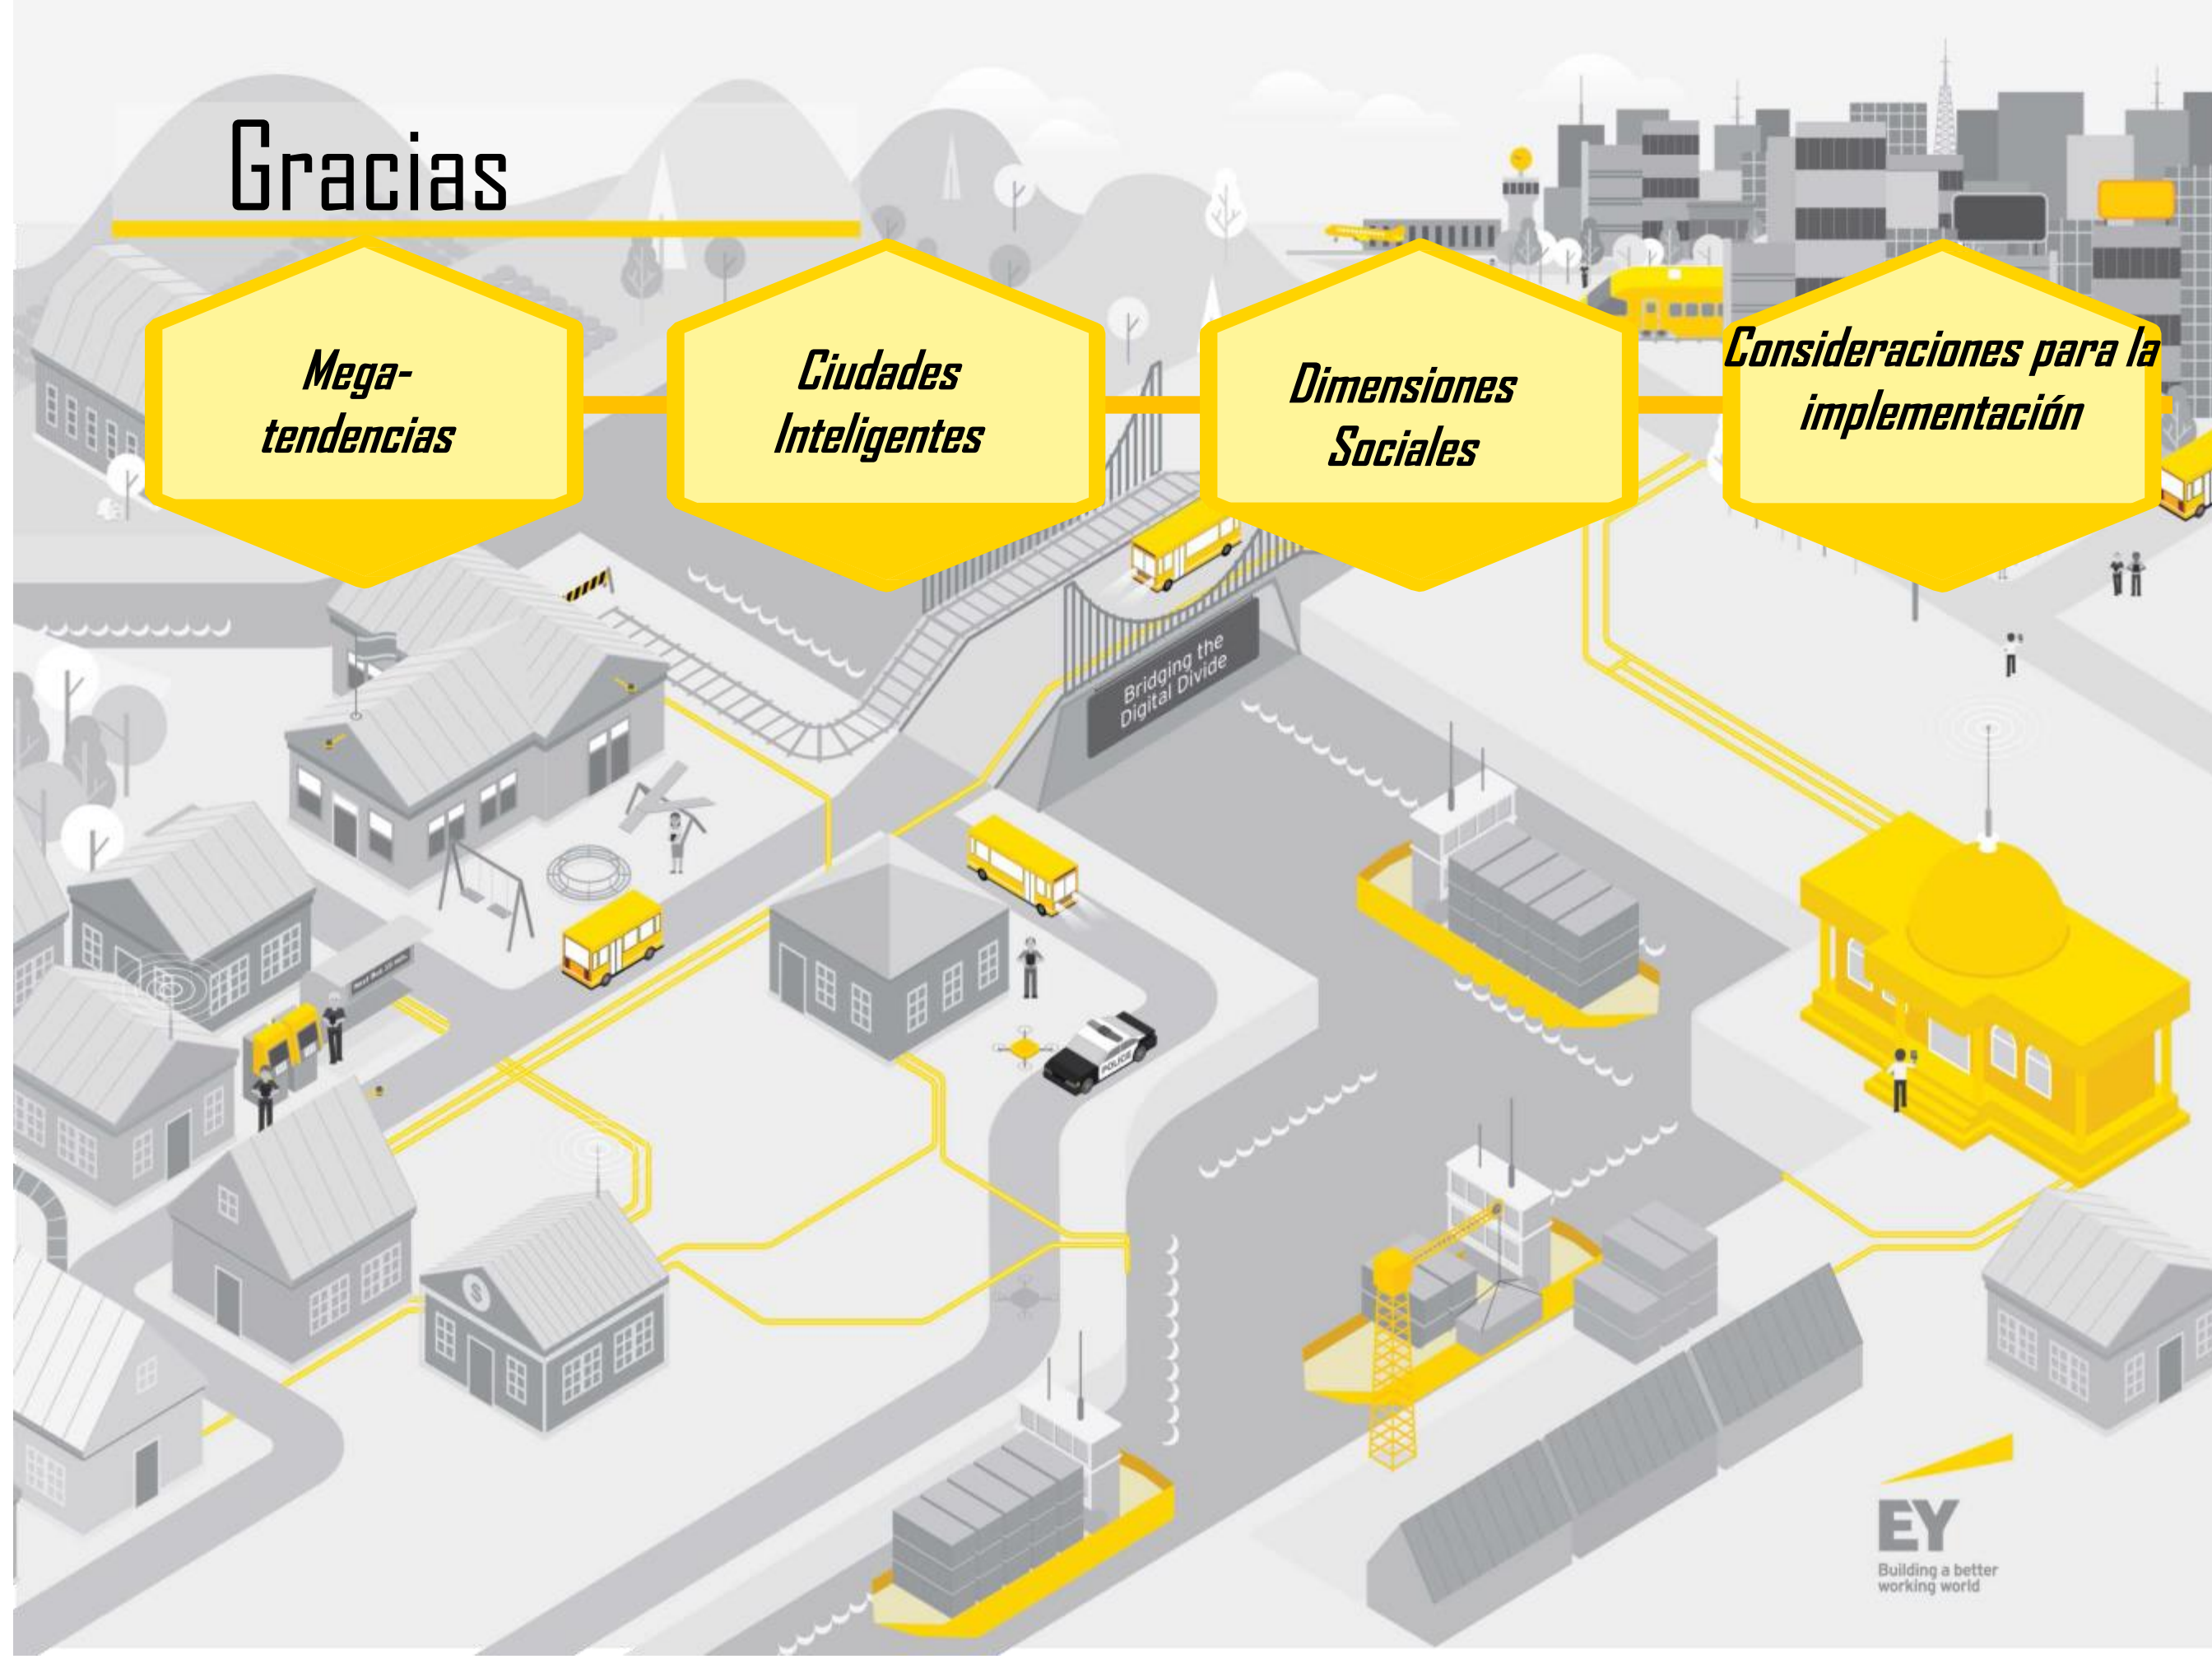 Gracias
Mega-
tendencias
Ciudades
Inteligentes
Dimensiones
Sociales
Consideraciones para la
implementación
Bridging the
Digital Divide
POLICE
$
EY
Building a better
working world